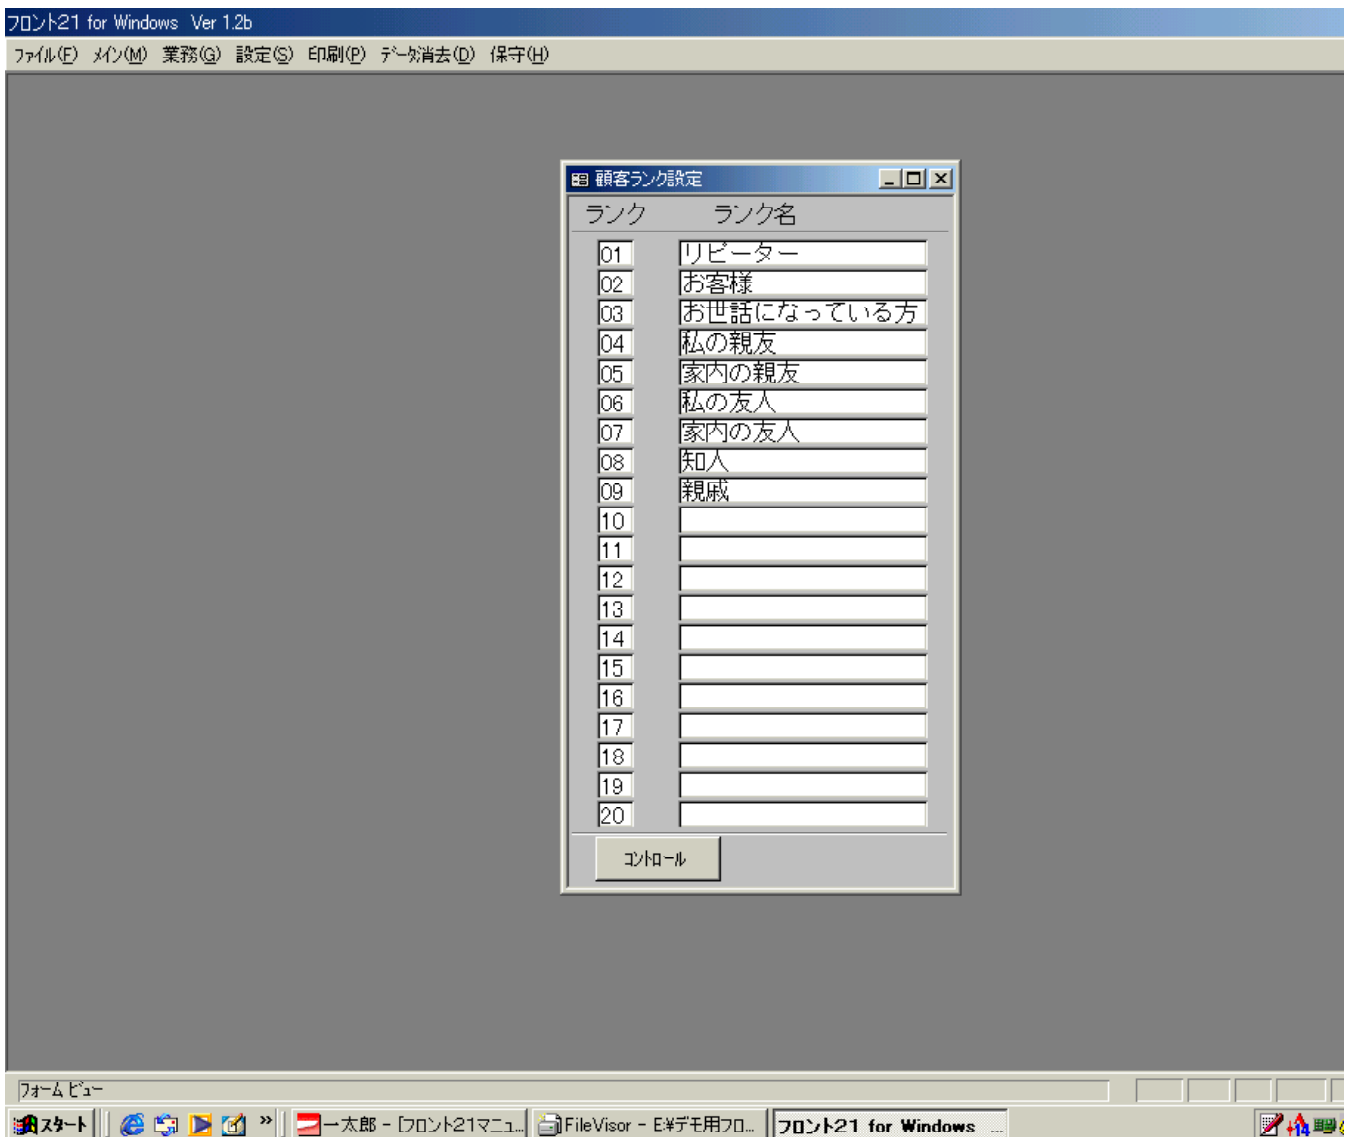 フロント21 for Windows Ver 1.2b
ファイル(F) メイン(M) 業務(G) 設定(S) 印刷(P) データ消去(D) 保守(H)
顧客ランク設定
ランク ランク名
01 リピーター
02 お客様
03 お世話になっている方
04 私の親友
05 家内の親友
06 私の友人
07 家内の友人
08 知人
09 親戚
10
11
12
13
14
15
16
17
18
19
20
コントロール
フォーム ビュー
スタート » 一太郎 - [フロント21マニュ... FileVisor - E:¥デモ用フロ... フロント21 for Windows ... 14